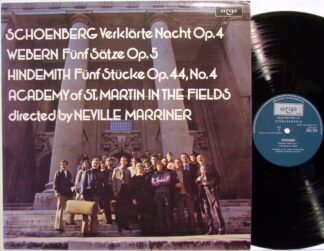 argo
SCHOENBERG Verklärte Nacht Op.4
WEBERN Fünf Sätze Op.5
HINDEMITH Fünf Stücke Op.44, No.4
ACADEMY of ST. MARTIN IN THE FIELDS
directed by NEVILLE MARRINER
argo